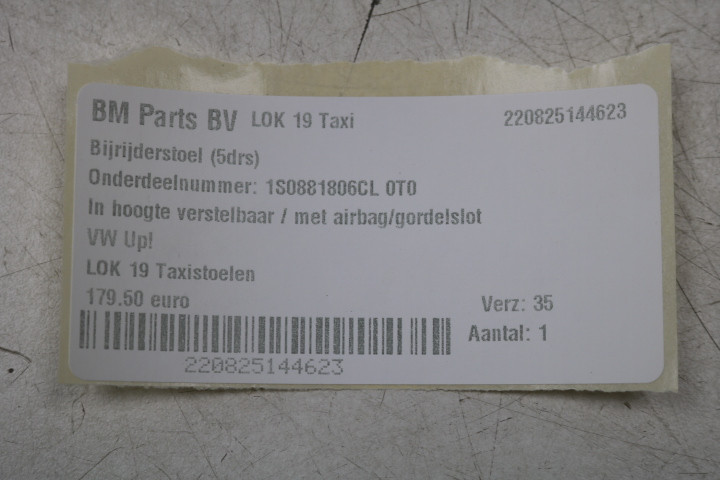 BM Parts BV LOK 19 Taxi 220825144623
Bijrijderstoel (5drs)
Onderdeelnummer: 1S0881806CL 0T0
In hoogte verstelbaar / met airbag/gordelslot
VW Up!
LOK 19 Taxistoelen
179.50 euro Verz: 35
Aantal: 1
220825144623